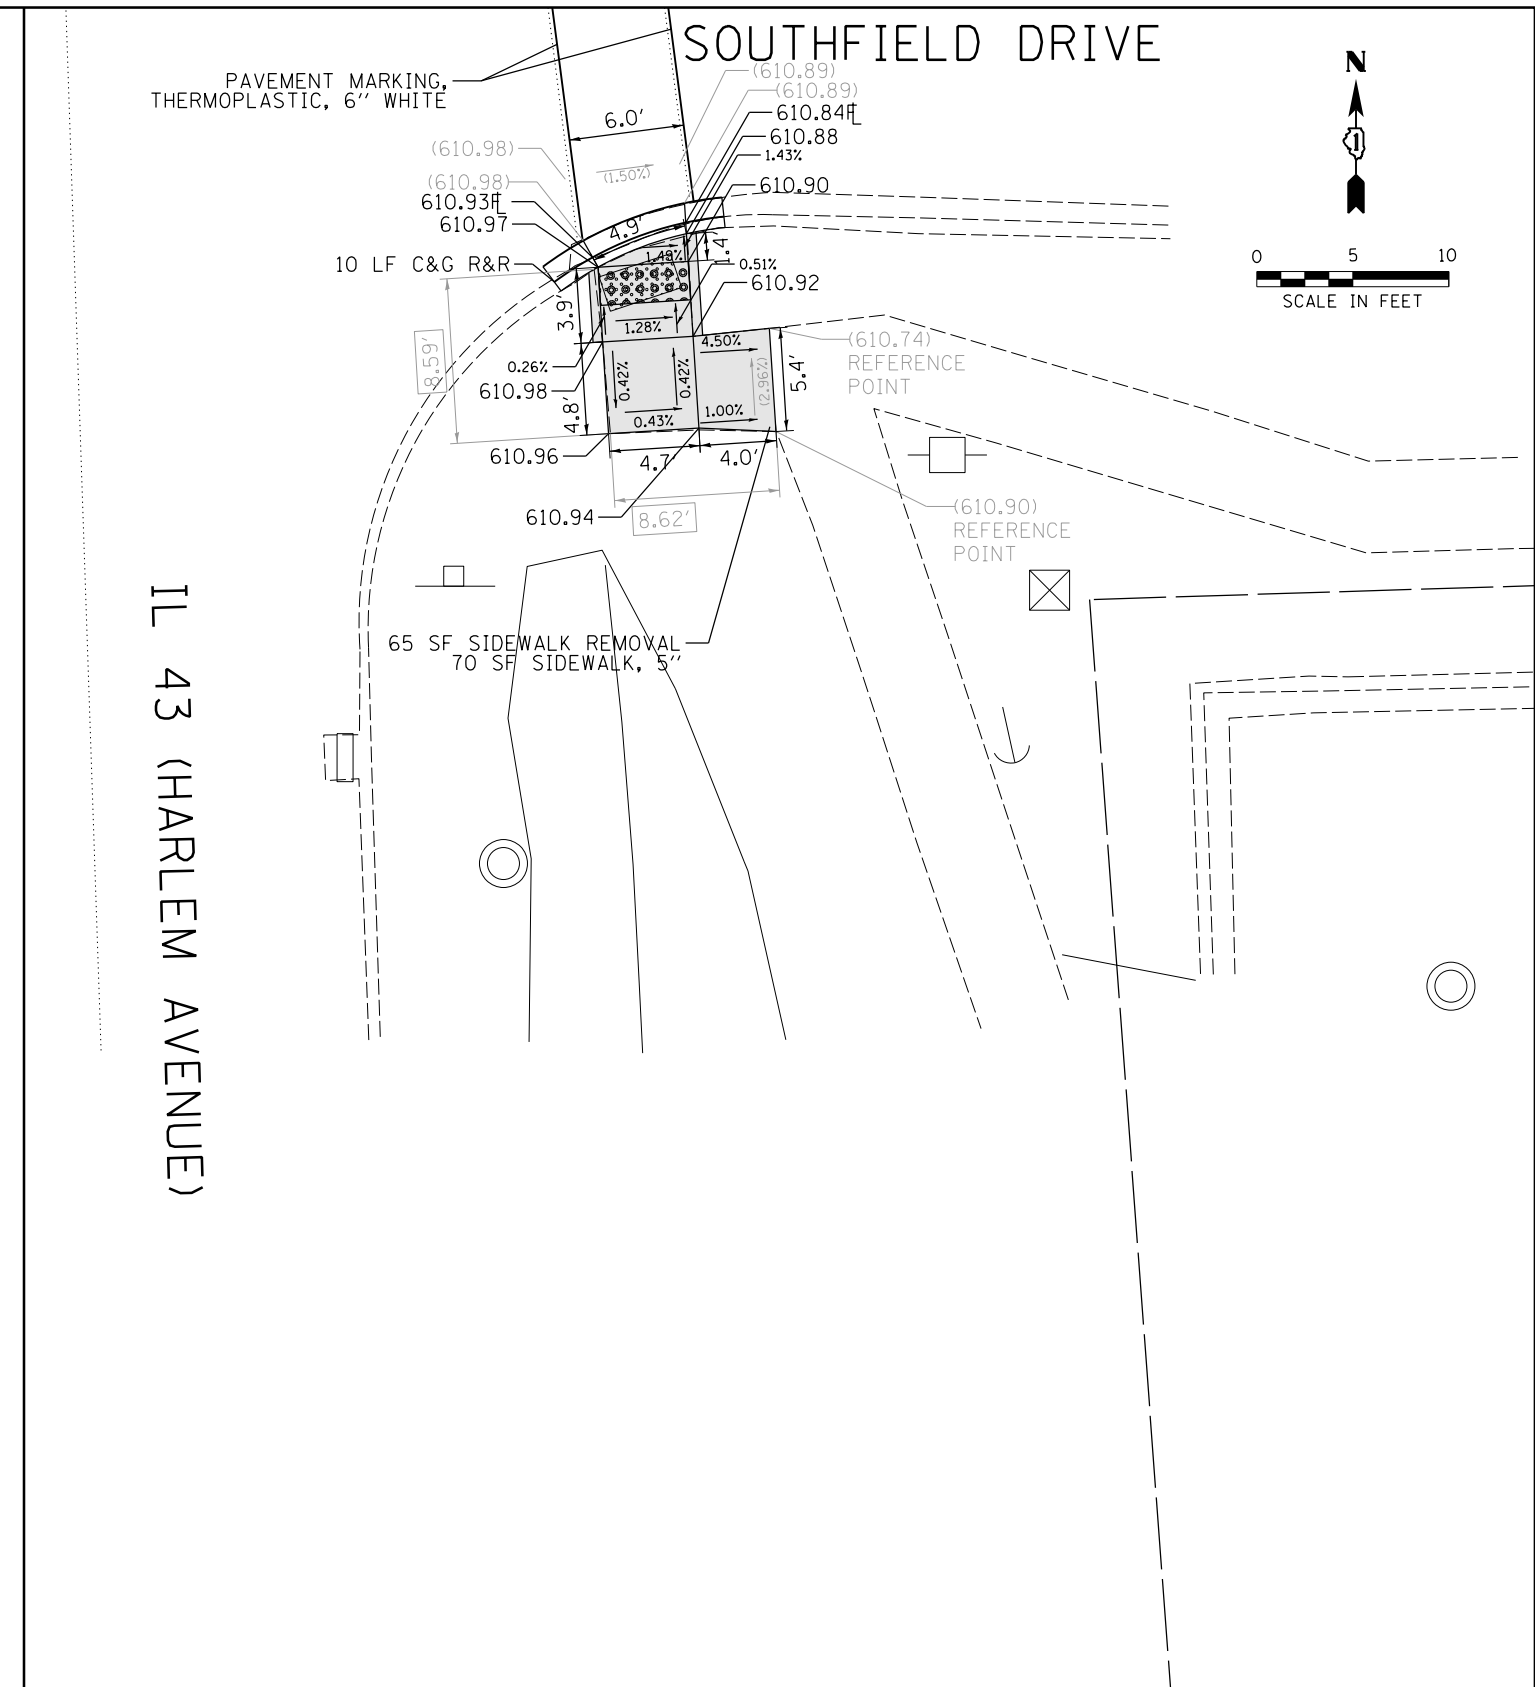 SOUTHFIELD DRIVE
PAVEMENT MARKING,
THERMOPLASTIC, 6" WHITE
N
1
(610.89)
(610.89)
610.84 FL
610.88
1.43%
610.90
6.0'
(1.50%)
(610.98)
(610.98)
610.93 FL
610.97
10 LF C&G R&R
4.9'
1.4'
0.51%
610.92
3.9'
1.28%
0 5 10
SCALE IN FEET
8.59'
0.26%
610.98
0.42%
0.42%
4.50%
(2.96%)
5.4'
(610.74)
REFERENCE
POINT
4.8'
0.43%
1.00%
610.96
4.7'
4.0'
610.94
8.62'
(610.90)
REFERENCE
POINT
65 SF SIDEWALK REMOVAL
70 SF SIDEWALK, 5"
IL 43 (HARLEM AVENUE)